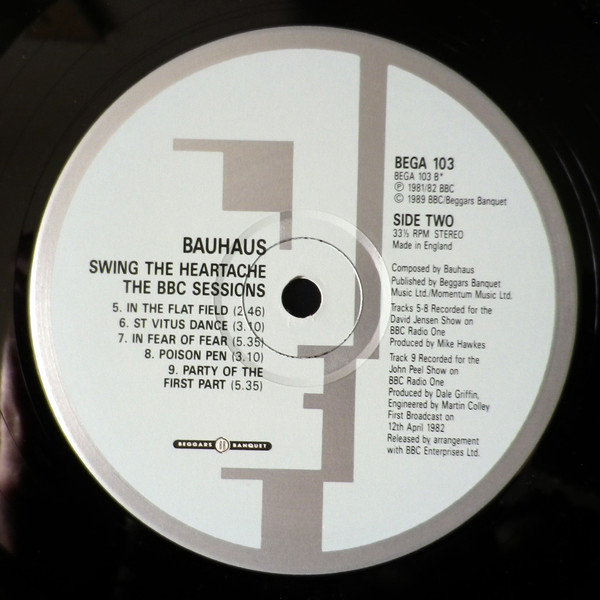 BAUHAUS
SWING THE HEARTACHE
THE BBC SESSIONS
5. IN THE FLAT FIELD (2.46)
6. ST VITUS DANCE (3.10)
7. IN FEAR OF FEAR (5.35)
8. POISON PEN (3.10)
9. PARTY OF THE
FIRST PART (5.35)
BEGGARS BANQUET
BEGA 103
BEGA 103 B*
℗ 1981/82 BBC
© 1989 BBC/Beggars Banquet
SIDE TWO
33⅓ RPM STEREO
Made in England
Composed by Bauhaus
Published by Beggars Banquet
Music Ltd./Momentum Music Ltd.
Tracks 5-8 Recorded for the
David Jensen Show on
BBC Radio One
Produced by Mike Hawkes
Track 9 Recorded for the
John Peel Show on
BBC Radio One
Produced by Dale Griffin,
Engineered by Martin Colley
First Broadcast on
12th April 1982
Released by arrangement
with BBC Enterprises Ltd.